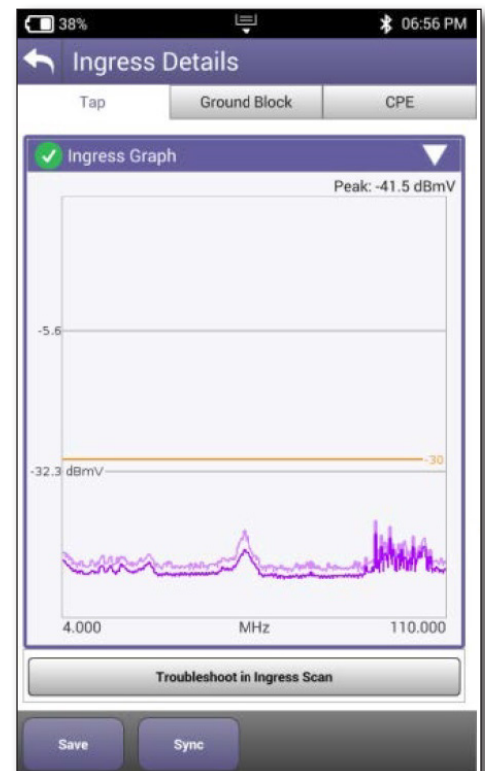 38% 06:56 PM
Ingress Details
Tap Ground Block CPE
Ingress Graph
Peak: -41.5 dBmV
-5.6
-30
-32.3 dBmV
4.000 MHz 110.000
Troubleshoot in Ingress Scan
Save Sync